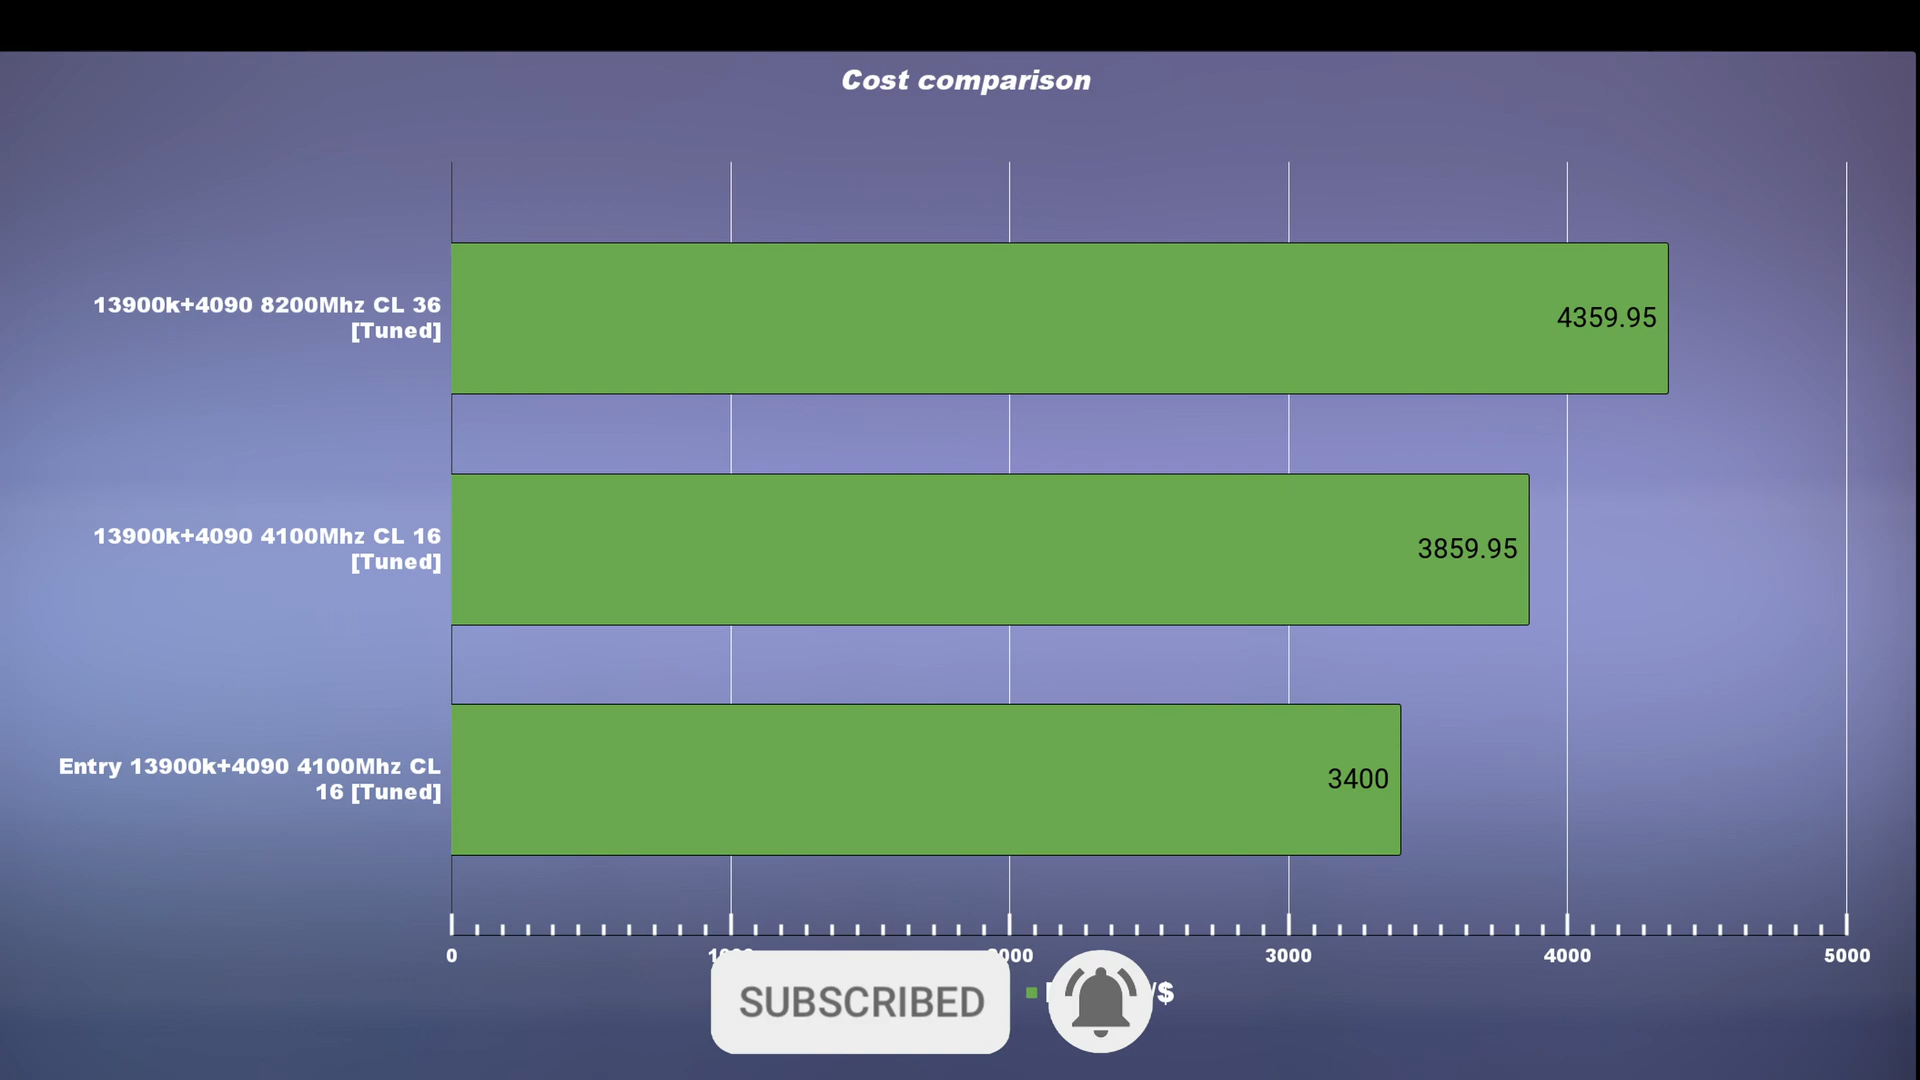 Cost comparison
13900k+4090 8200Mhz CL 36
[Tuned]
4359.95
13900k+4090 4100Mhz CL 16
[Tuned]
3859.95
Entry 13900k+4090 4100Mhz CL
16 [Tuned]
3400
0
3000
4000
5000
/$
SUBSCRIBED